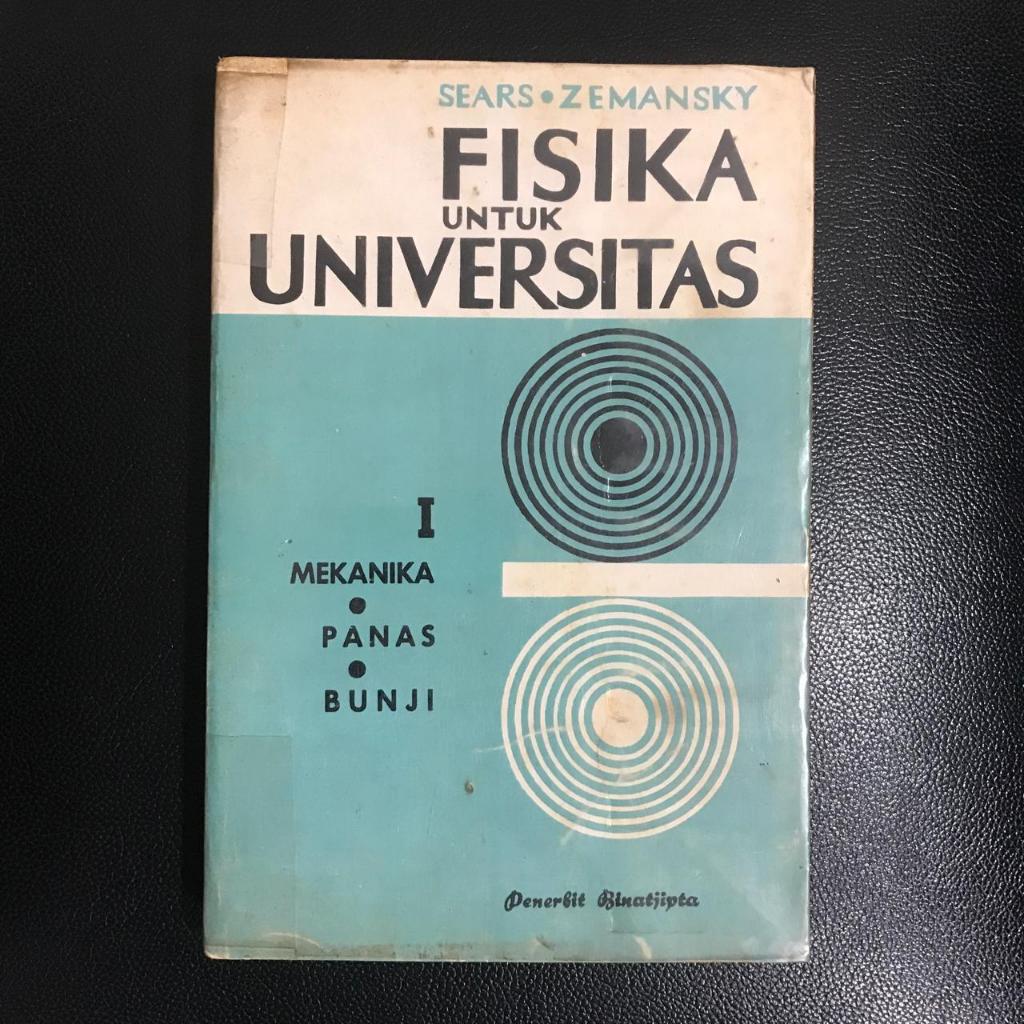 SEARS • ZEMANSKY
FISIKA
UNTUK
UNIVERSITAS
I
MEKANIKA
•
PANAS
•
BUNJI
Penerbit Binatjipta